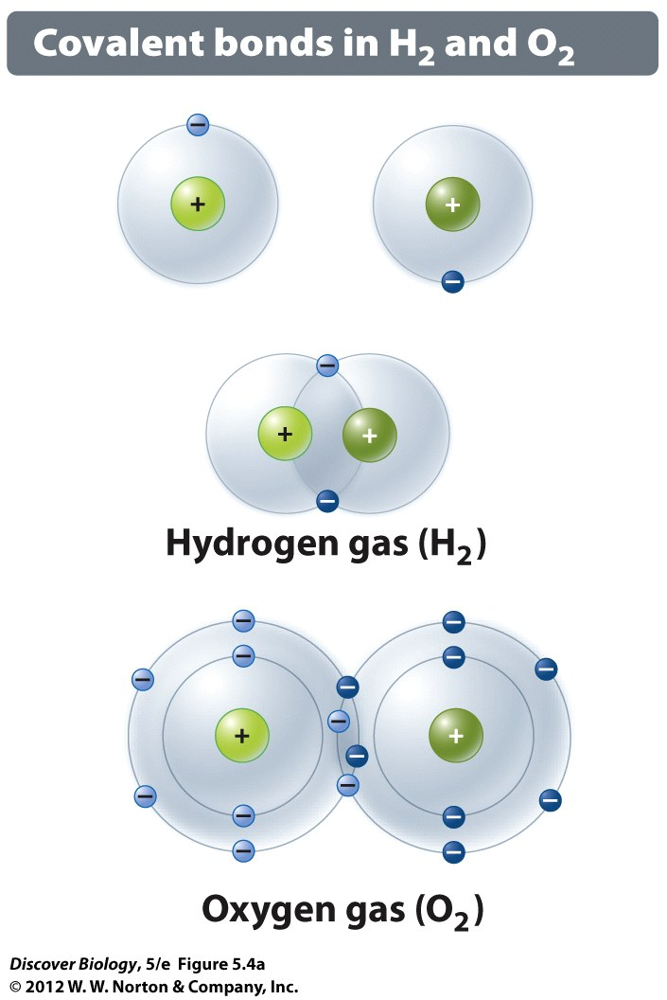 Covalent bonds in H₂ and O₂
− 
+ +
−
−
+ +
−
Hydrogen gas (H₂)
− −
− −
− − −
−
+ +
−
− − −
− −
− −
Oxygen gas (O₂)
Discover Biology, 5/e Figure 5.4a
© 2012 W. W. Norton & Company, Inc.